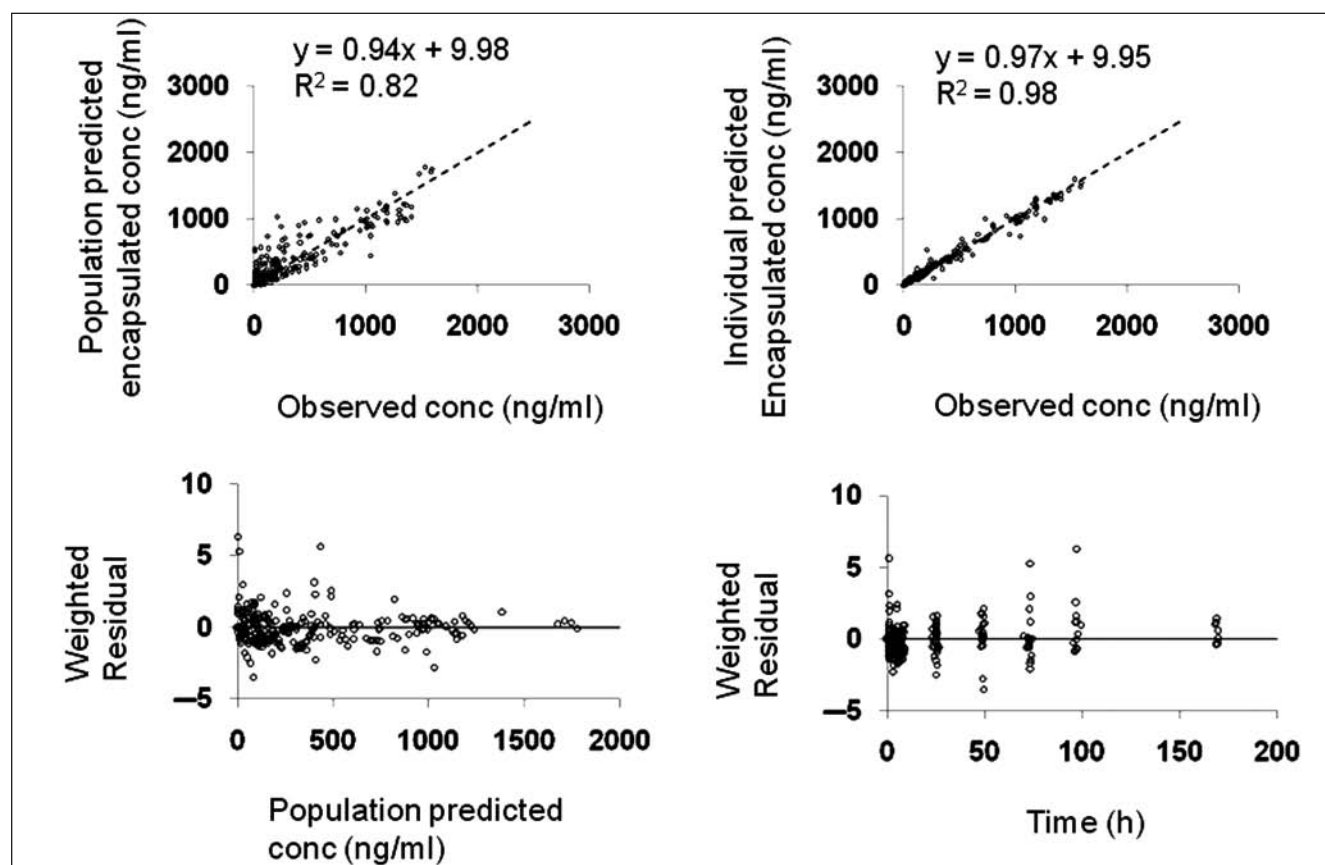 y = 0.94x + 9.98
R² = 0.82
Population predicted
encapsulated conc (ng/ml)
3000
2000
1000
0
0 1000 2000 3000
Observed conc (ng/ml)
y = 0.97x + 9.95
R² = 0.98
Individual predicted
Encapsulated conc (ng/ml)
3000
2000
1000
0
0 1000 2000 3000
Observed conc (ng/ml)
Weighted
Residual
10
5
0
–5
0 500 1000 1500 2000
Population predicted
conc (ng/ml)
Weighted
Residual
10
5
0
–5
0 50 100 150 200
Time (h)